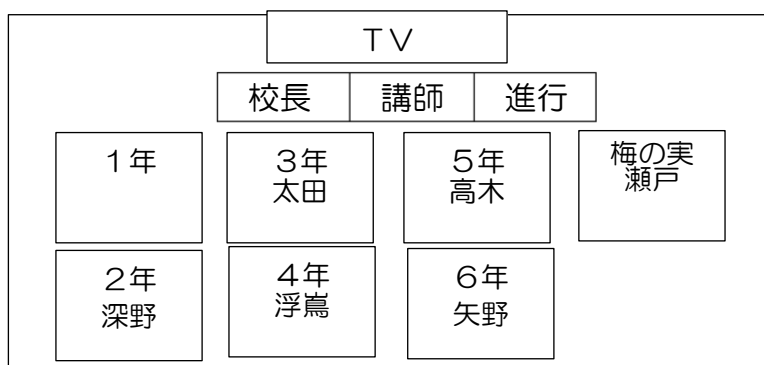 ＴＶ
校長　講師　進行
１年
３年
太田
５年
高木
梅の実
瀬戸
２年
深野
４年
浮嶌
６年
矢野